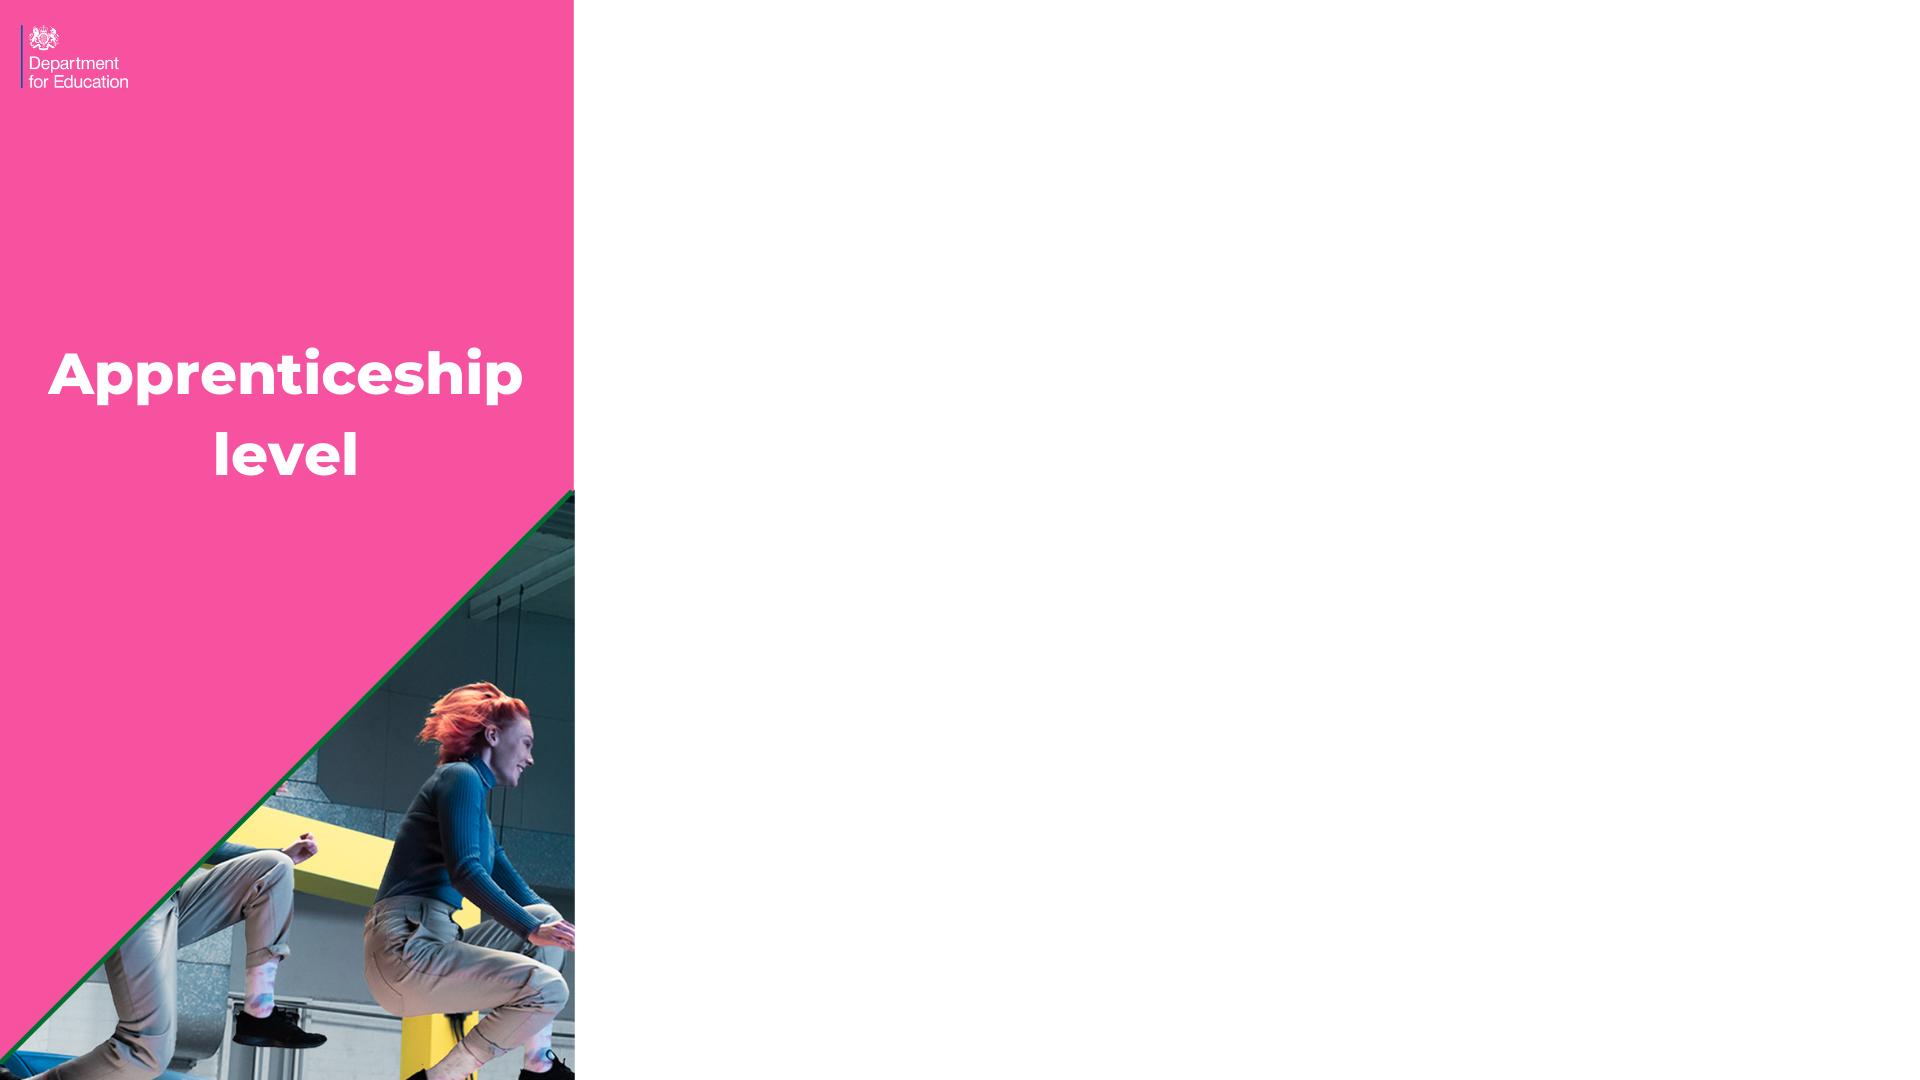 Department
for Education
Apprenticeship
level